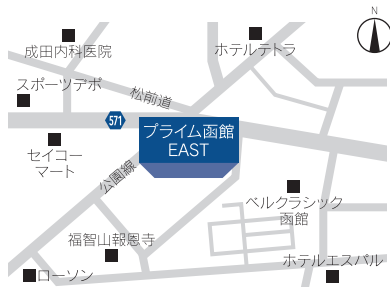 N
成田内科医院
ホテルテトラ
スポーツデポ
松前道
571
プライム函館
EAST
セイコー
マート
公園線
ベルクラシック
函館
福智山報恩寺
ホテルエスパル
ローソン